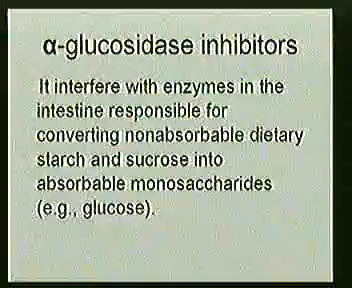 α-glucosidase inhibitors
It interfere with enzymes in the
intestine responsible for
converting nonabsorbable dietary
starch and sucrose into
absorbable monosaccharides
(e.g., glucose).